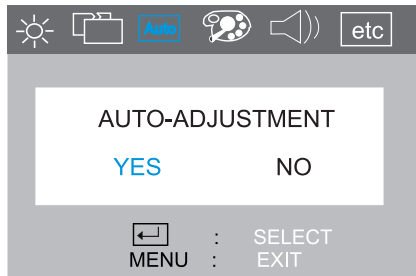 Auto etc
AUTO-ADJUSTMENT
YES NO
: SELECT
MENU : EXIT